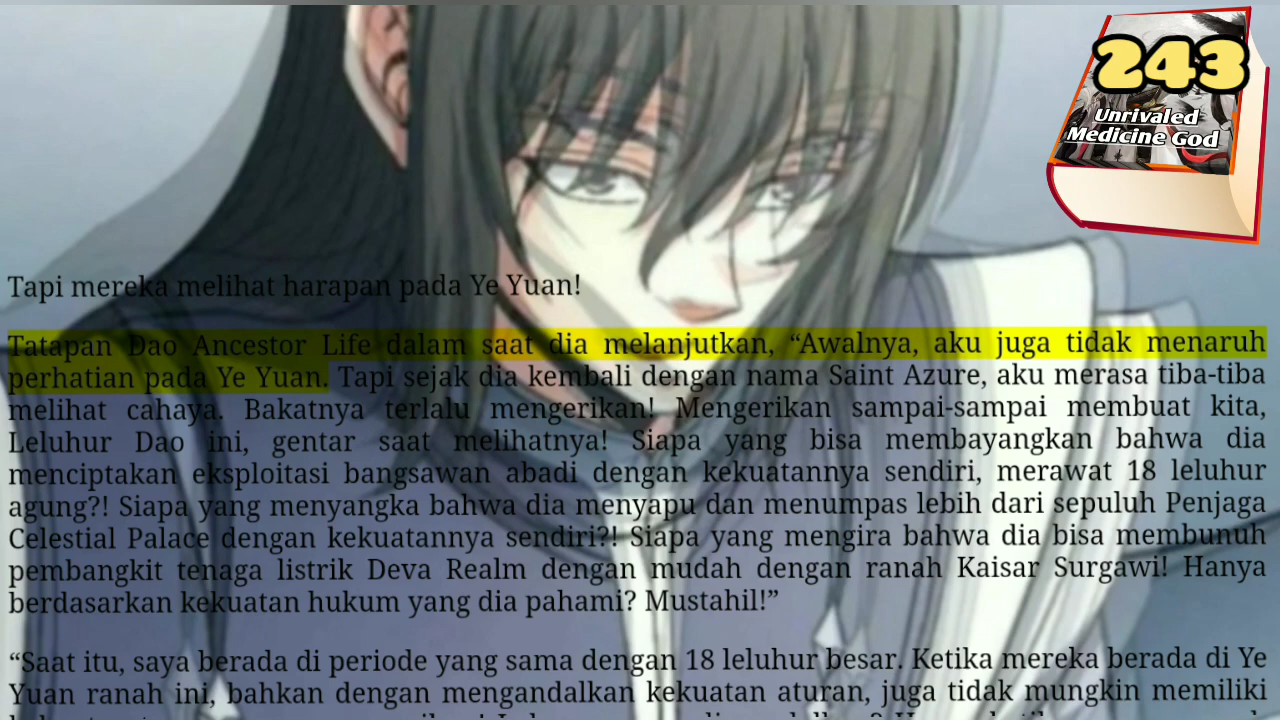 243
Unrivaled
Medicine God
Tapi mereka melihat harapan pada Ye Yuan!
Tatapan Dao Ancestor Life dalam saat dia melanjutkan, “Awalnya, aku juga tidak menaruh
perhatian pada Ye Yuan. Tapi sejak dia kembali dengan nama Saint Azure, aku merasa tiba-tiba
melihat cahaya. Bakatnya terlalu mengerikan! Mengerikan sampai-sampai membuat kita,
Leluhur Dao ini, gentar saat melihatnya! Siapa yang bisa membayangkan bahwa dia
menciptakan eksploitasi bangsawan abadi dengan kekuatannya sendiri, merawat 18 leluhur
agung?! Siapa yang menyangka bahwa dia menyapu dan menumpas lebih dari sepuluh Penjaga
Celestial Palace dengan kekuatannya sendiri?! Siapa yang mengira bahwa dia bisa membunuh
pembangkit tenaga listrik Deva Realm dengan mudah dengan ranah Kaisar Surgawi! Hanya
berdasarkan kekuatan hukum yang dia pahami? Mustahil!”
“Saat itu, saya berada di periode yang sama dengan 18 leluhur besar. Ketika mereka berada di Ye
Yuan ranah ini, bahkan dengan mengandalkan kekuatan aturan, juga tidak mungkin memiliki